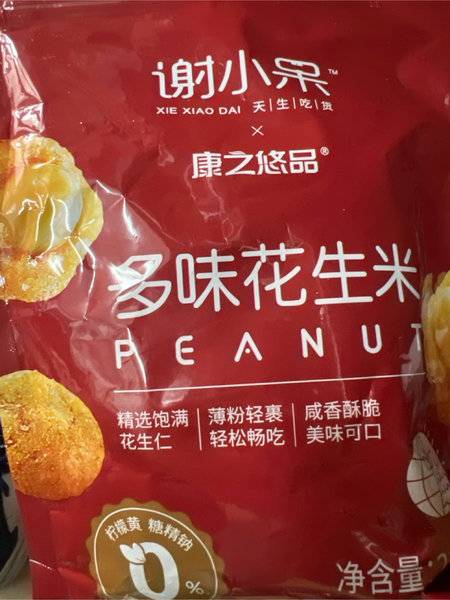 谢小呆™
XIE XIAO DAI 天生吃货
×
康之悠品®
多味花生米
PEANUT
精选饱满 薄粉轻裹 咸香酥脆
花生仁 轻松畅吃 美味可口
柠檬黄 糖精钠
0%
净含量: